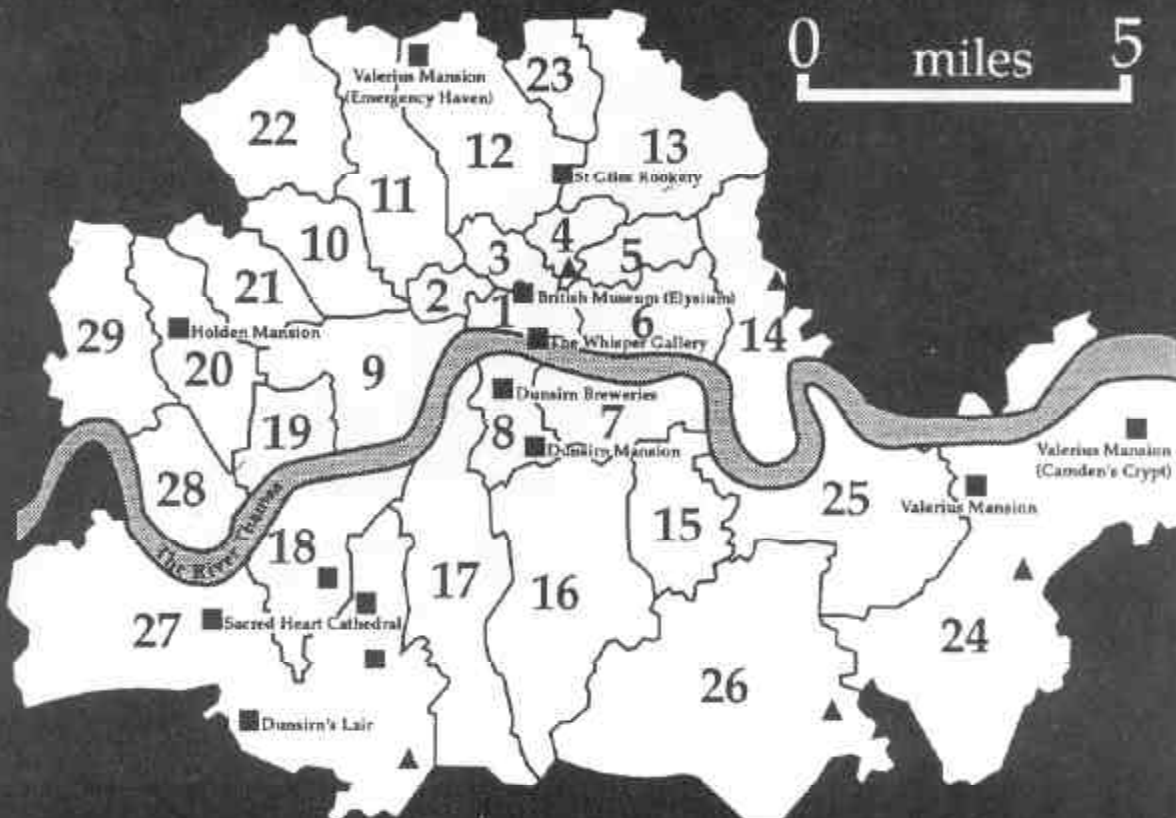 0 miles 5
Valerius Mansion
(Emergency Haven)
23
22
12
13
St Giles Rookery
11
10
4
3
5
21
2
British Museum (Elysium)
1
6
14
29
Holden Mansion
20
The Whisper Gallery
9
Dunsirn Breweries
7
8
19
Dunsirn Mansion
Valerius Mansion
(Camden's Crypt)
28
25
Valerius Mansion
The River Thames
15
18
17
16
27
Sacred Heart Cathedral
24
26
Dunsirn's Lair